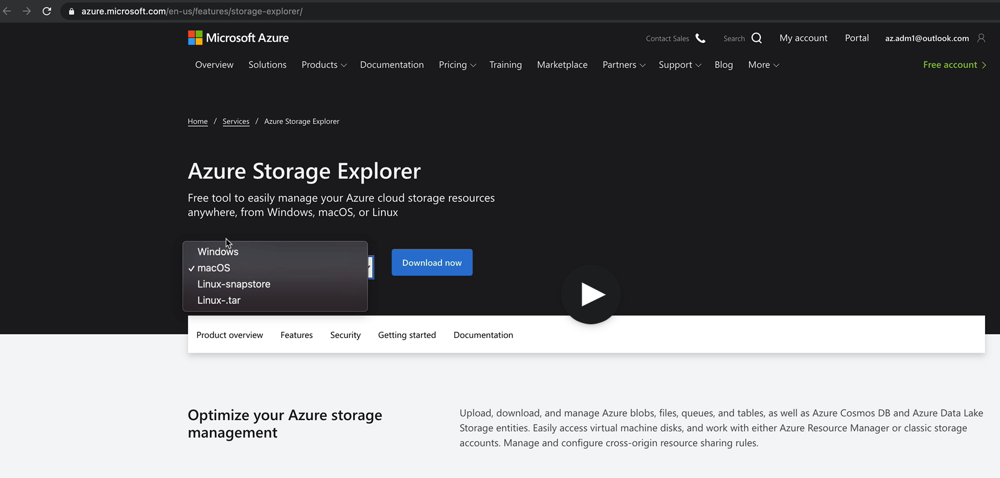 azure.microsoft.com/en-us/features/storage-explorer/
Microsoft Azure
Contact Sales Search My account Portal az.adm1@outlook.com
Overview Solutions Products Documentation Pricing Training Marketplace Partners Support Blog More Free account
Home / Services / Azure Storage Explorer
Azure Storage Explorer
Free tool to easily manage your Azure cloud storage resources
anywhere, from Windows, macOS, or Linux
Windows
✓ macOS
Linux-snapstore
Linux-.tar
Download now
Product overview Features Security Getting started Documentation
Optimize your Azure storage
management
Upload, download, and manage Azure blobs, files, queues, and tables, as well as Azure Cosmos DB and Azure Data Lake
Storage entities. Easily access virtual machine disks, and work with either Azure Resource Manager or classic storage
accounts. Manage and configure cross-origin resource sharing rules.